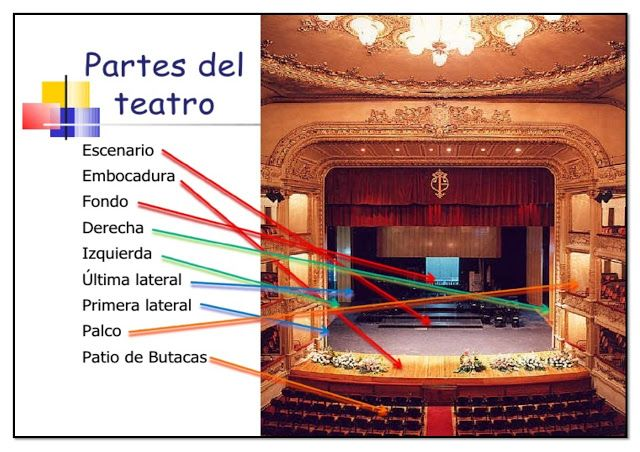 Partes del
teatro
Escenario
Embocadura
Fondo
Derecha
Izquierda
Última lateral
Primera lateral
Palco
Patio de Butacas